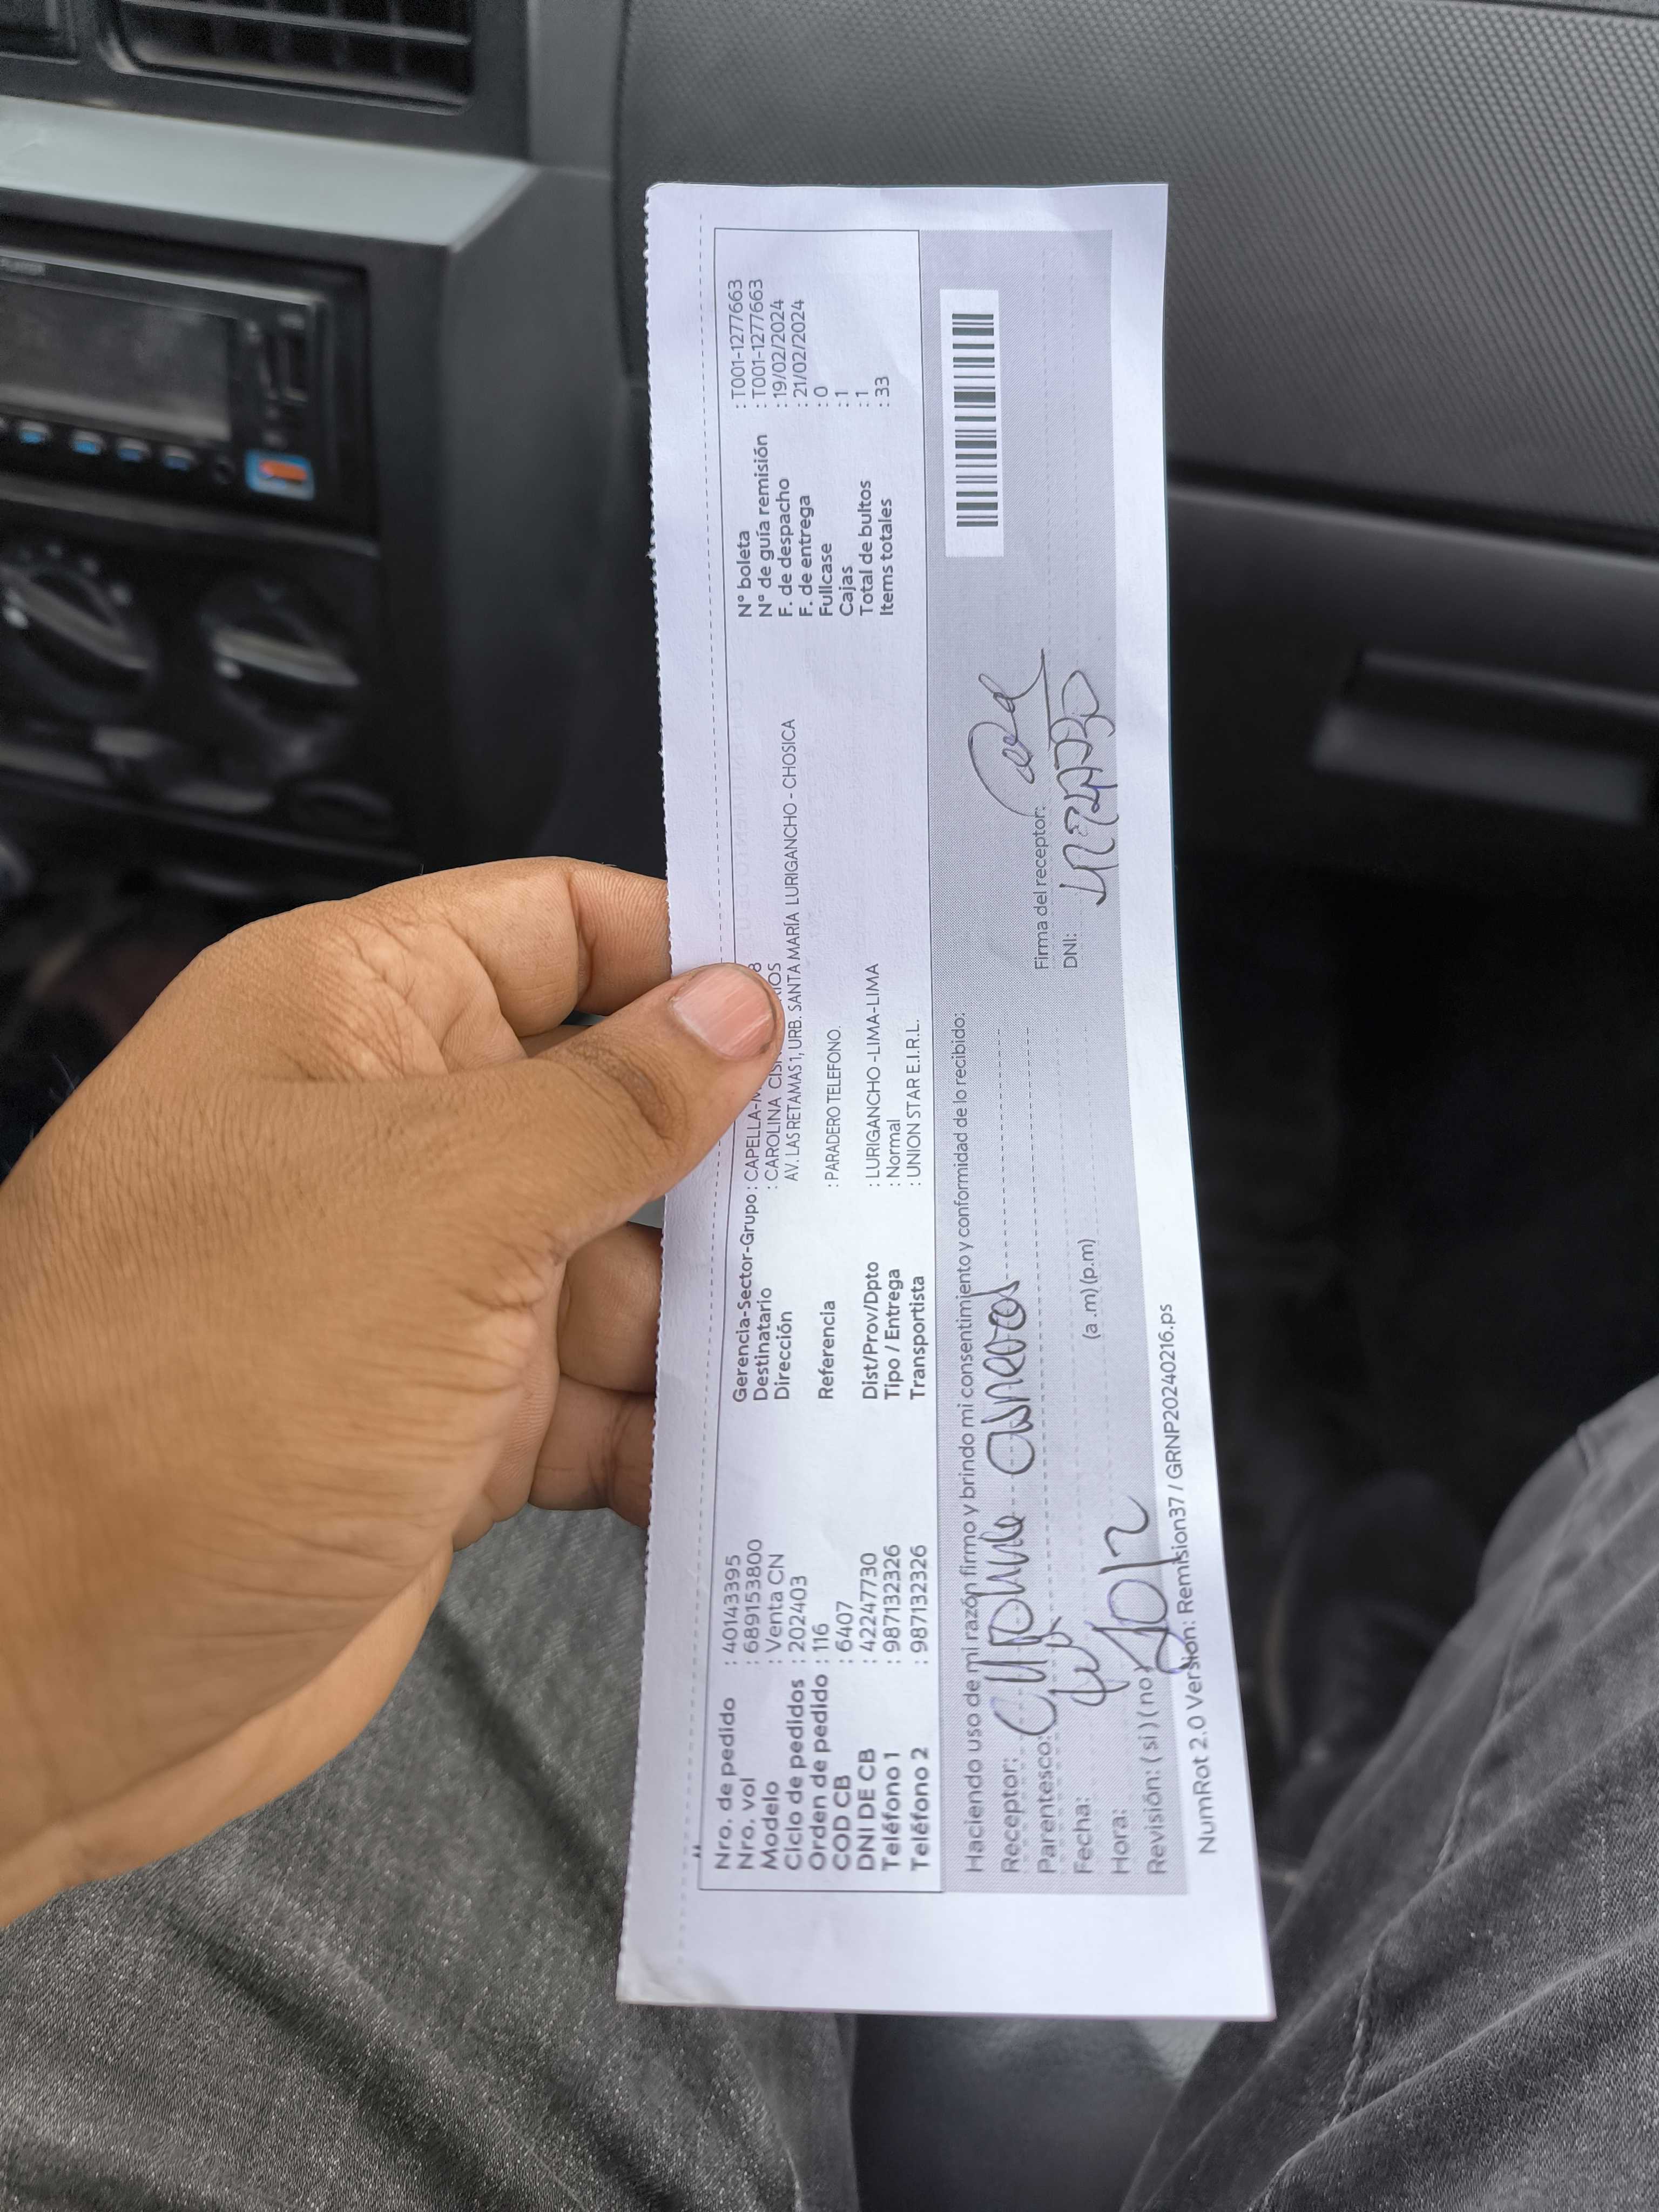 Nro. de pedido : 40143395
Nro. vol : 689153800
Modelo : Venta CN
Ciclo de pedidos : 202403
Orden de pedido : 116
COD CB : 6407
DNI DE CB : 42247730
Teléfono 1 : 987132326
Teléfono 2 : 987132326
Gerencia-Sector-Grupo : CAPELLA-
Destinatario : CAROLINA
Dirección AV. LAS RETAMAS 1, URB. SANTA MARÍA LURIGANCHO - CHOSICA
Referencia : PARADERO TELEFONO.
Dist/Prov/Dpto : LURIGANCHO -LIMA-LIMA
Tipo / Entrega : Normal
Transportista : UNION STAR E.I.R.L.
N° boleta : T001-1277663
N° de guía remisión : T001-1277663
F. de despacho : 19/02/2024
F. de entrega : 21/02/2024
Fullcase : 0
Cajas : 1
Total de bultos : 1
Items totales : 33
Haciendo uso de mi razón firmo y brindo mi consentimiento y conformidad de lo recibido:
Receptor:
Parentesco:
Fecha:
Hora: (a .m) (p.m)
Revisión: ( si ) ( no )
Firma del receptor:
DNI:
NumRot 2.0 Version: Remision37 / GRNP20240216.ps